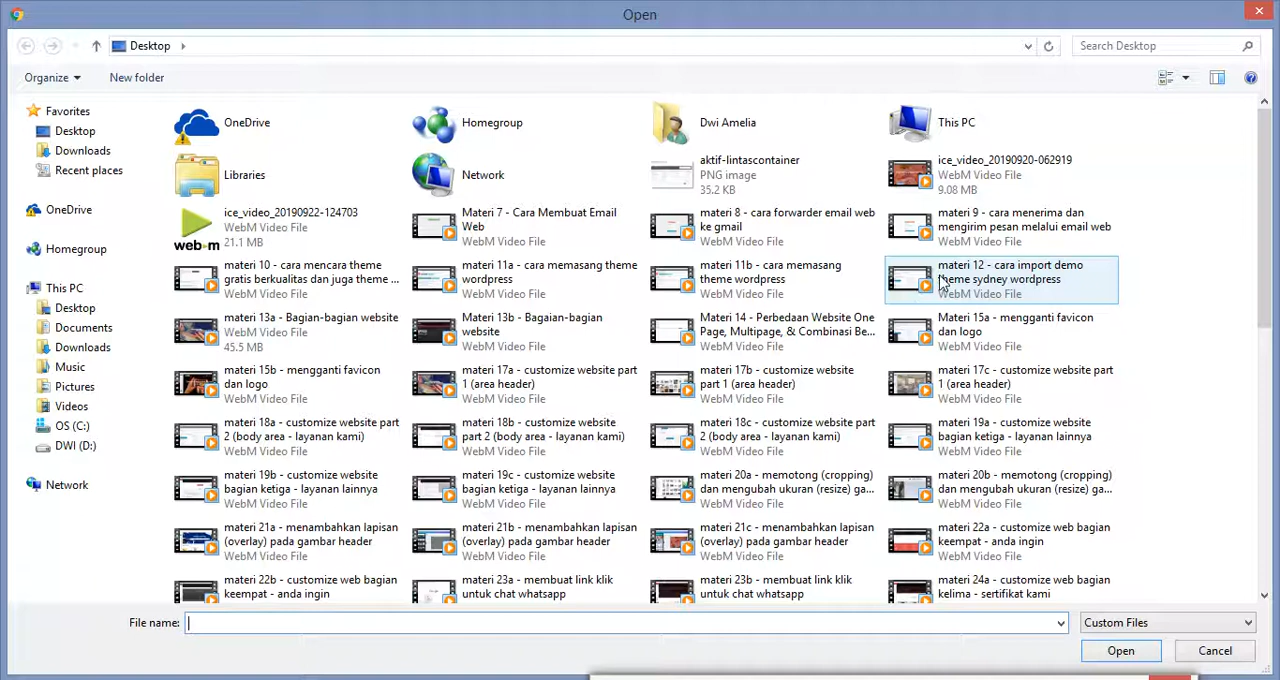 Open
Desktop
Search Desktop
Organize
New folder
Favorites
Desktop
Downloads
Recent places
OneDrive
Homegroup
This PC
Desktop
Documents
Downloads
Music
Pictures
Videos
OS (C:)
DWI (D:)
Network
OneDrive
Homegroup
Dwi Amelia
This PC
Libraries
Network
aktif-lintascontainer
PNG image
35.2 KB
ice_video_20190920-062919
WebM Video File
9.08 MB
web-m
ice_video_20190922-124703
WebM Video File
21.1 MB
Materi 7 - Cara Membuat Email
Web
WebM Video File
materi 8 - cara forwarder email web
ke gmail
WebM Video File
materi 9 - cara menerima dan
mengirim pesan melalui email web
WebM Video File
materi 10 - cara mencara theme
gratis berkualitas dan juga theme ...
WebM Video File
materi 11a - cara memasang theme
wordpress
WebM Video File
materi 11b - cara memasang
theme wordpress
WebM Video File
materi 12 - cara import demo
theme sydney wordpress
WebM Video File
materi 13a - Bagian-bagian website
WebM Video File
45.5 MB
Materi 13b - Bagaian-bagian
website
WebM Video File
Materi 14 - Perbedaan Website One
Page, Multipage, & Combinasi Be...
WebM Video File
Materi 15a - mengganti favicon
dan logo
WebM Video File
materi 15b - mengganti favicon
dan logo
WebM Video File
materi 17a - customize website part
1 (area header)
WebM Video File
materi 17b - customize website
part 1 (area header)
WebM Video File
materi 17c - customize website part
1 (area header)
WebM Video File
materi 18a - customize website part
2 (body area - layanan kami)
WebM Video File
materi 18b - customize website
part 2 (body area - layanan kami)
WebM Video File
materi 18c - customize website part
2 (body area - layanan kami)
WebM Video File
materi 19a - customize website
bagian ketiga - layanan lainnya
WebM Video File
materi 19b - customize website
bagian ketiga - layanan lainnya
WebM Video File
materi 19c - customize website
bagian ketiga - layanan lainnya
WebM Video File
materi 20a - memotong (cropping)
dan mengubah ukuran (resize) ga...
WebM Video File
materi 20b - memotong (cropping)
dan mengubah ukuran (resize) ga...
WebM Video File
materi 21a - menambahkan lapisan
(overlay) pada gambar header
WebM Video File
materi 21b - menambahkan lapisan
(overlay) pada gambar header
WebM Video File
materi 21c - menambahkan lapisan
(overlay) pada gambar header
WebM Video File
materi 22a - customize web bagian
keempat - anda ingin
WebM Video File
materi 22b - customize web bagian
keempat - anda ingin
materi 23a - membuat link klik
untuk chat whatsapp
materi 23b - membuat link klik
untuk chat whatsapp
materi 24a - customize web bagian
kelima - sertifikat kami
File name:
Custom Files
Open
Cancel